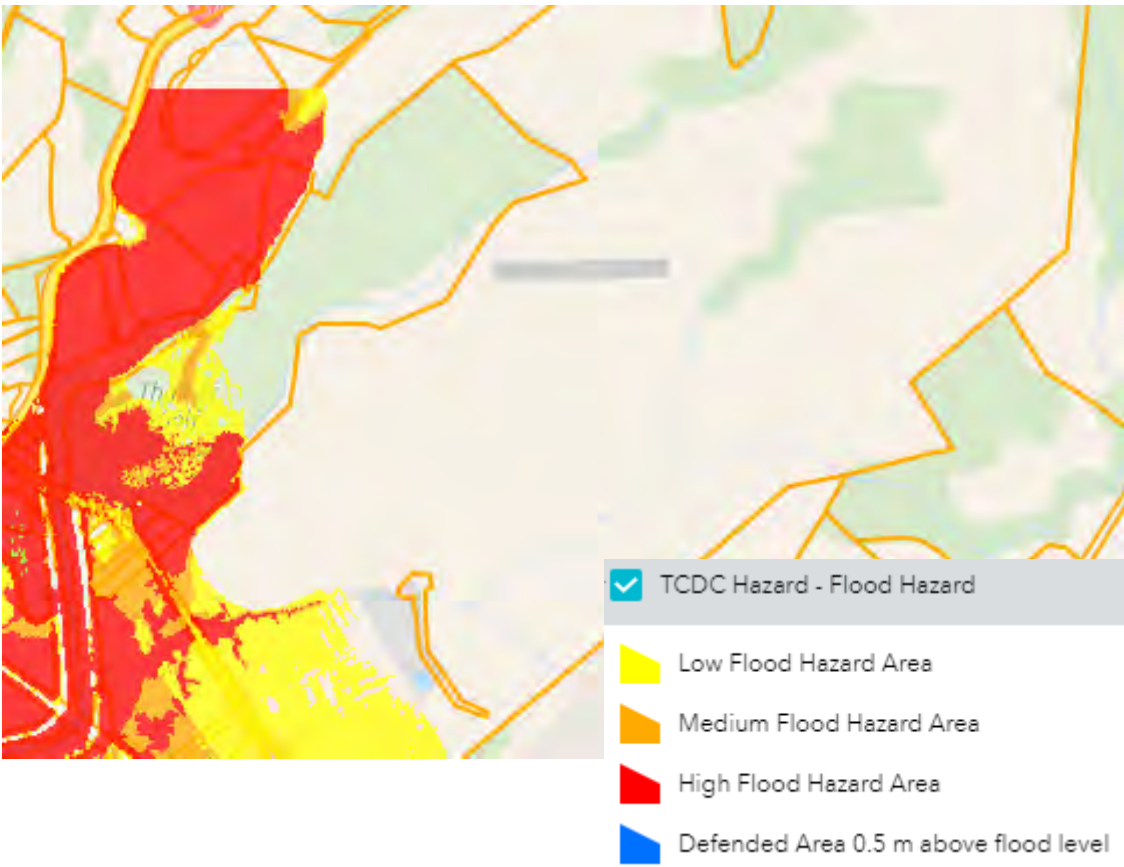 TCDC Hazard - Flood Hazard
Low Flood Hazard Area
Medium Flood Hazard Area
High Flood Hazard Area
Defended Area 0.5 m above flood level